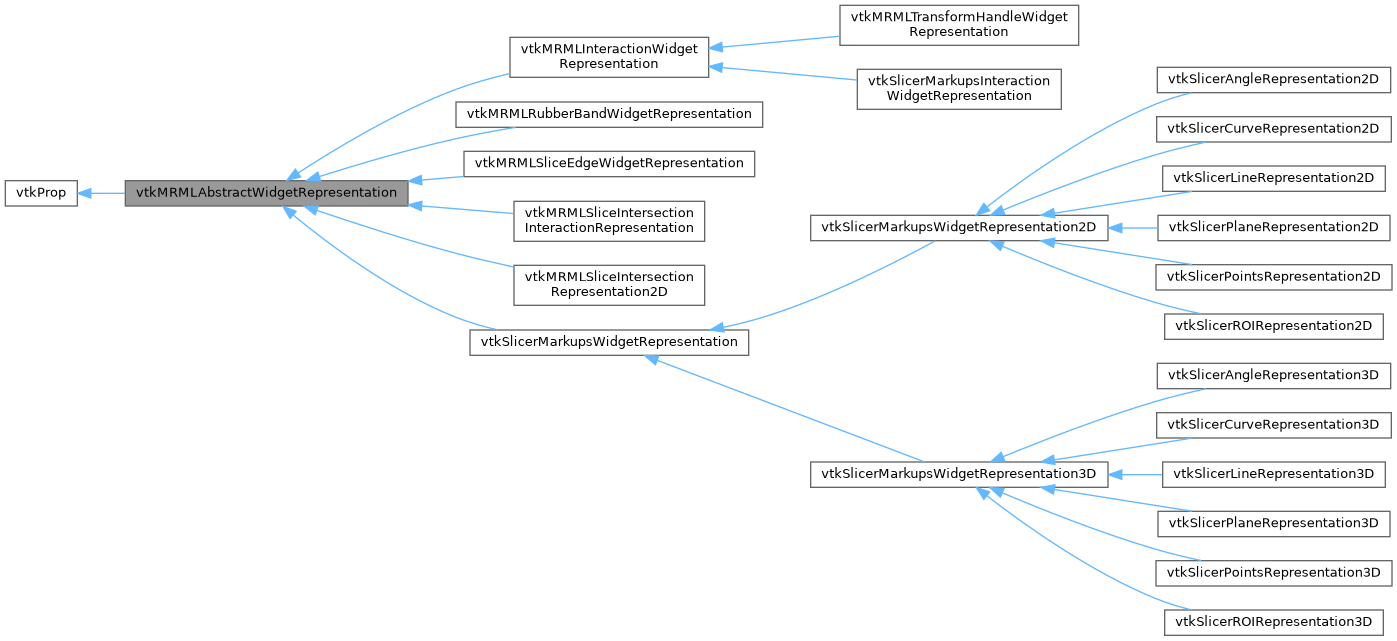 vtkProp
vtkMRMLAbstractWidgetRepresentation
vtkMRMLInteractionWidget
Representation
vtkMRMLTransformHandleWidget
Representation
vtkSlicerMarkupsInteraction
WidgetRepresentation
vtkMRMLRubberBandWidgetRepresentation
vtkMRMLSliceEdgeWidgetRepresentation
vtkMRMLSliceIntersection
InteractionRepresentation
vtkMRMLSliceIntersection
Representation2D
vtkSlicerMarkupsWidgetRepresentation
vtkSlicerMarkupsWidgetRepresentation2D
vtkSlicerAngleRepresentation2D
vtkSlicerCurveRepresentation2D
vtkSlicerLineRepresentation2D
vtkSlicerPlaneRepresentation2D
vtkSlicerPointsRepresentation2D
vtkSlicerROIRepresentation2D
vtkSlicerMarkupsWidgetRepresentation3D
vtkSlicerAngleRepresentation3D
vtkSlicerCurveRepresentation3D
vtkSlicerLineRepresentation3D
vtkSlicerPlaneRepresentation3D
vtkSlicerPointsRepresentation3D
vtkSlicerROIRepresentation3D